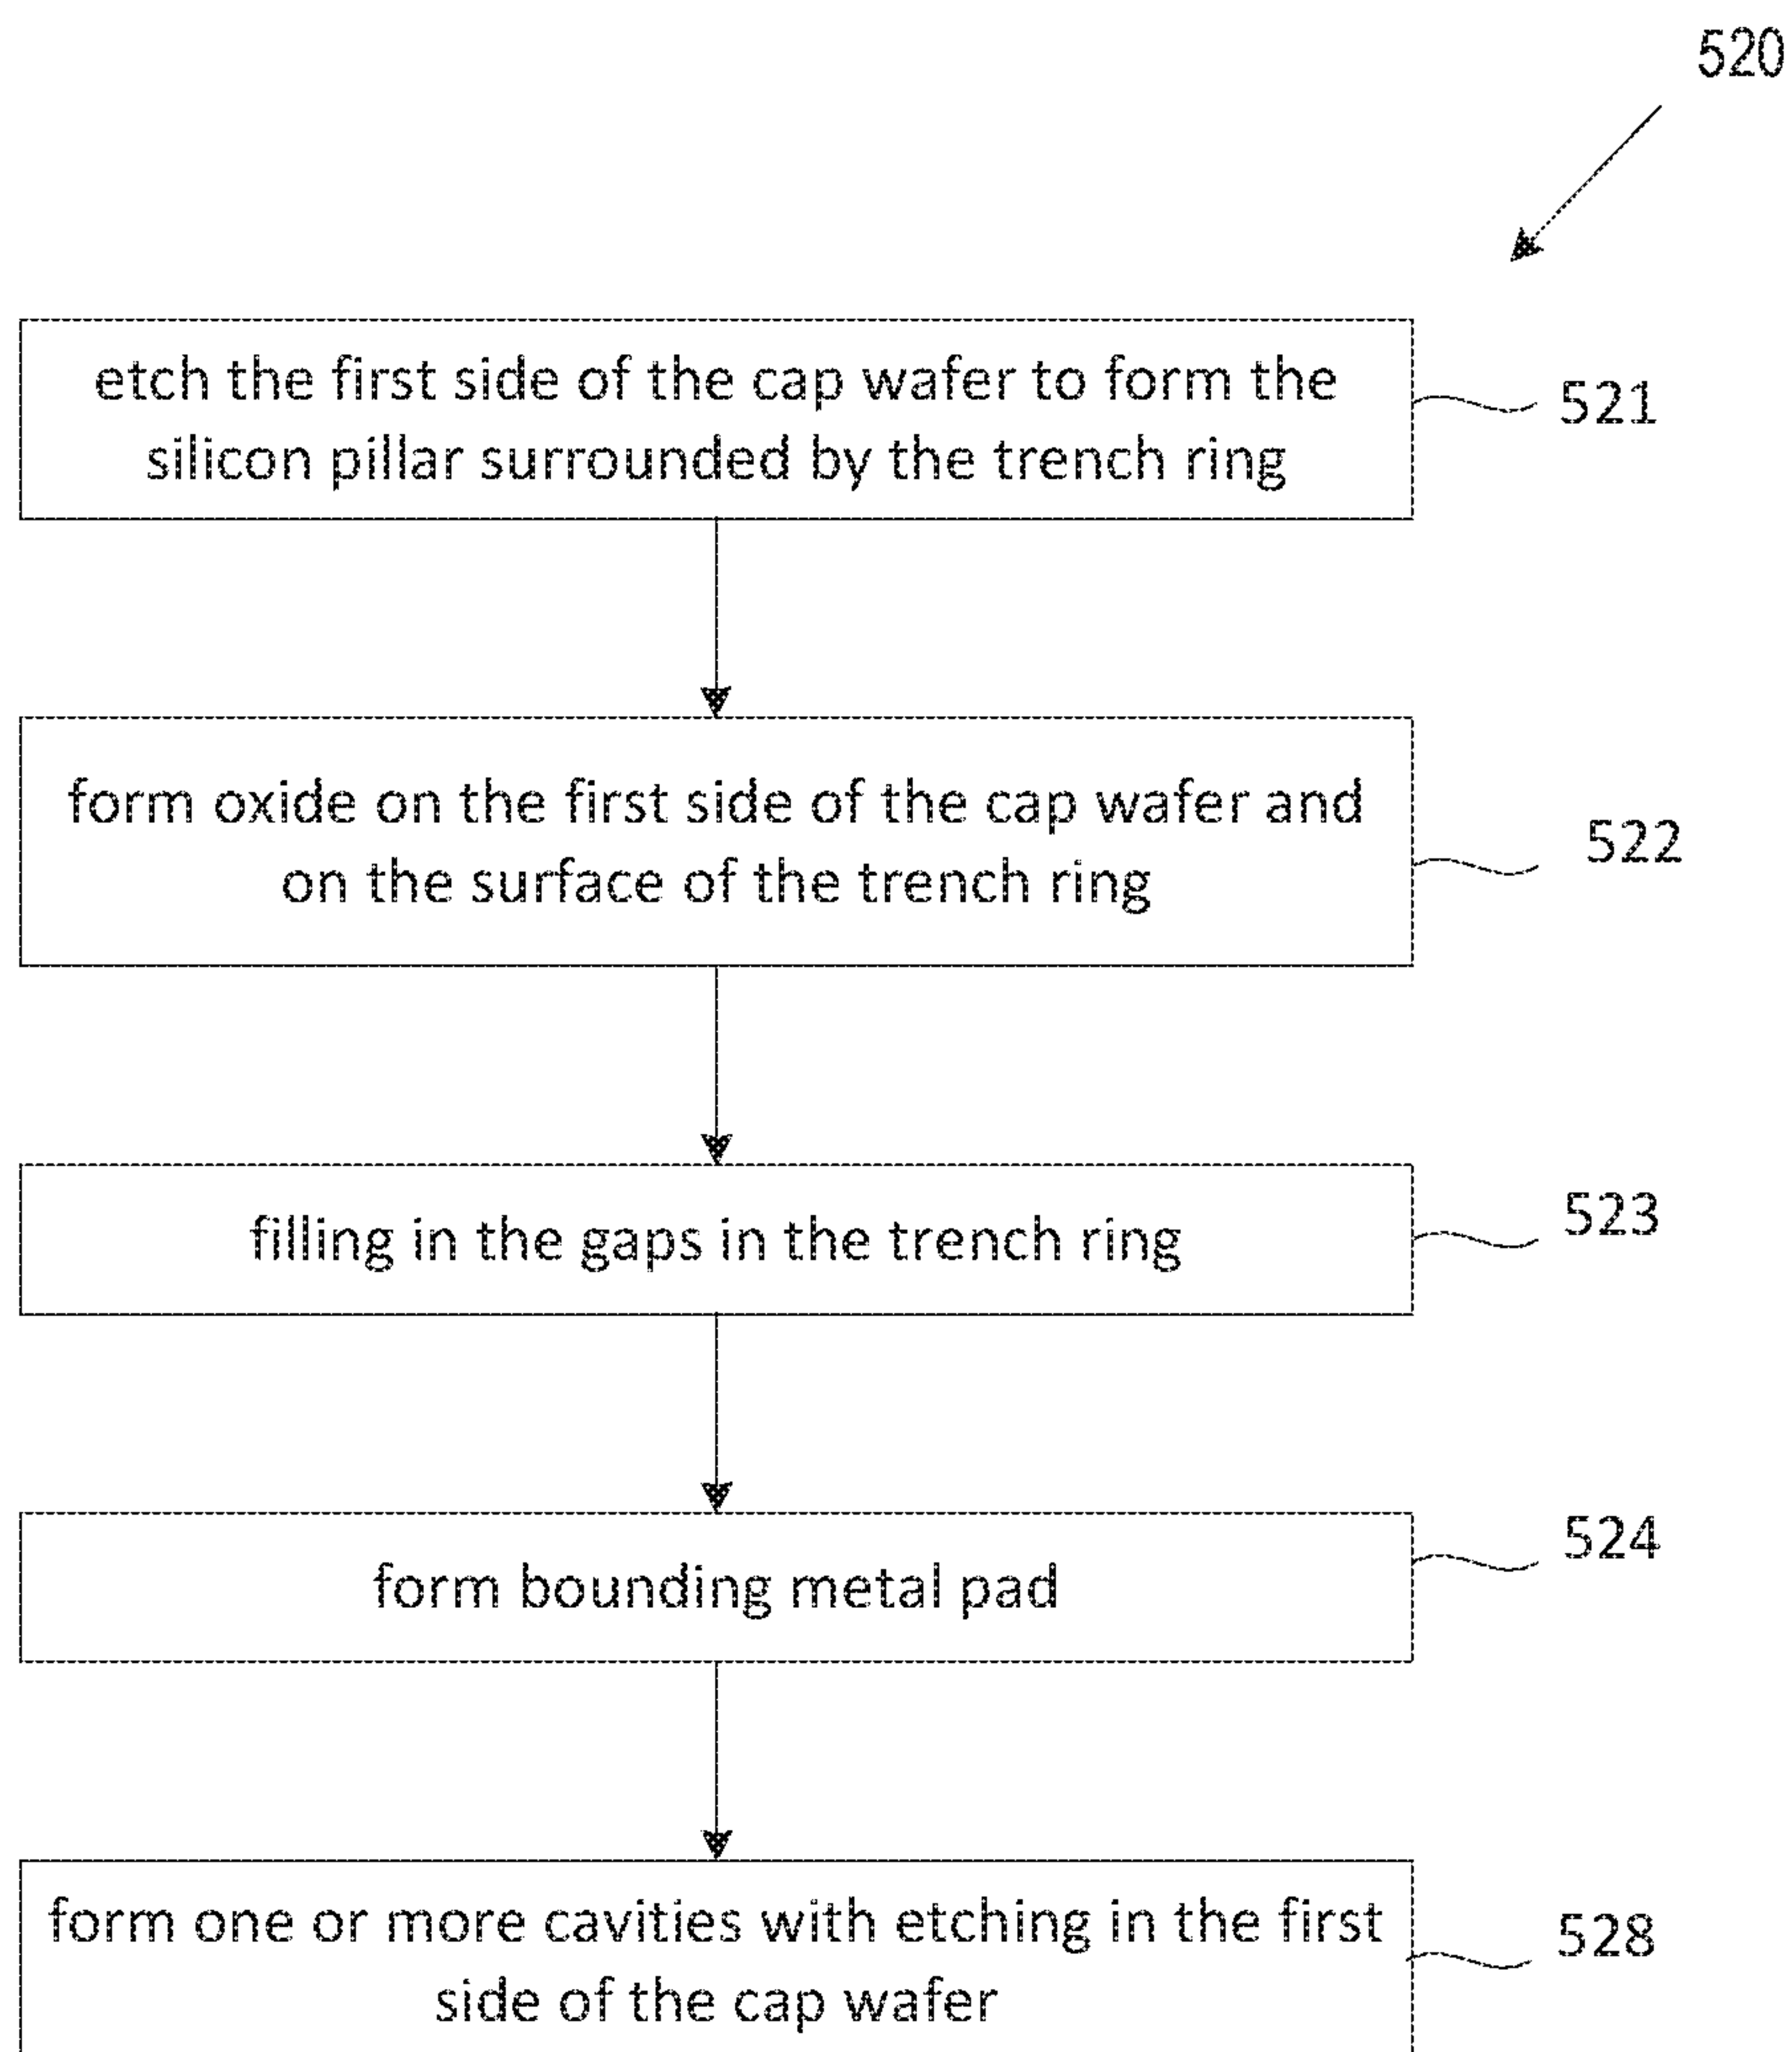 520
etch the first side of the cap wafer to form the
silicon pillar surrounded by the trench ring
521
form oxide on the first side of the cap wafer and
on the surface of the trench ring
522
filling in the gaps in the trench ring
523
form bounding metal pad
524
form one or more cavities with etching in the first
side of the cap wafer
528